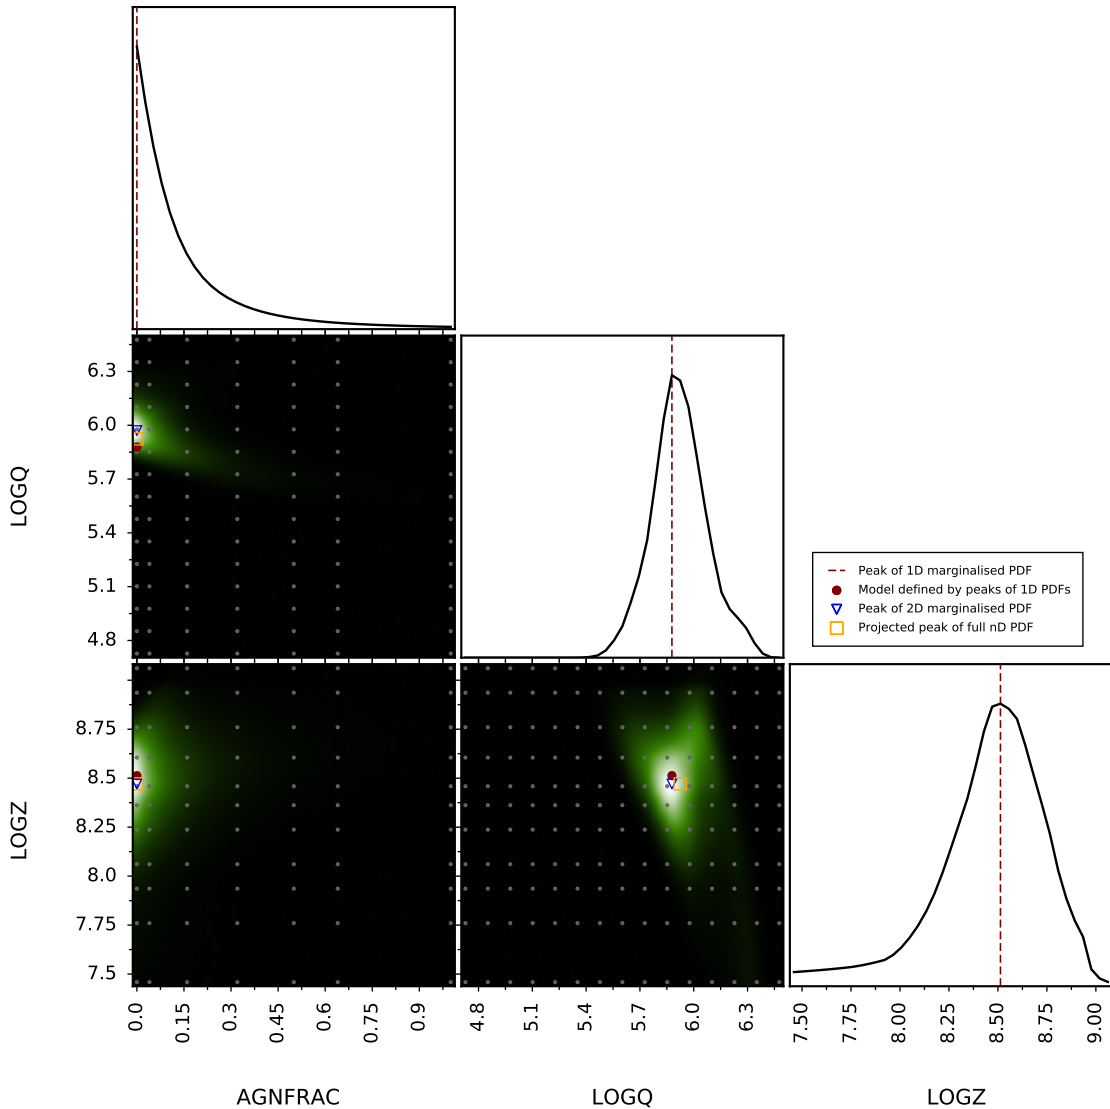 6.3
6.0
5.7
5.4
5.1
4.8
LOGQ
Peak of 1D marginalised PDF
Model defined by peaks of 1D PDFs
Peak of 2D marginalised PDF
Projected peak of full nD PDF
8.75
8.5
8.25
8.0
7.75
7.5
LOGZ
0.0 0.15 0.3 0.45 0.6 0.75 0.9
4.8 5.1 5.4 5.7 6.0 6.3
7.50 7.75 8.00 8.25 8.50 8.75 9.00
AGNFRAC LOGQ LOGZ